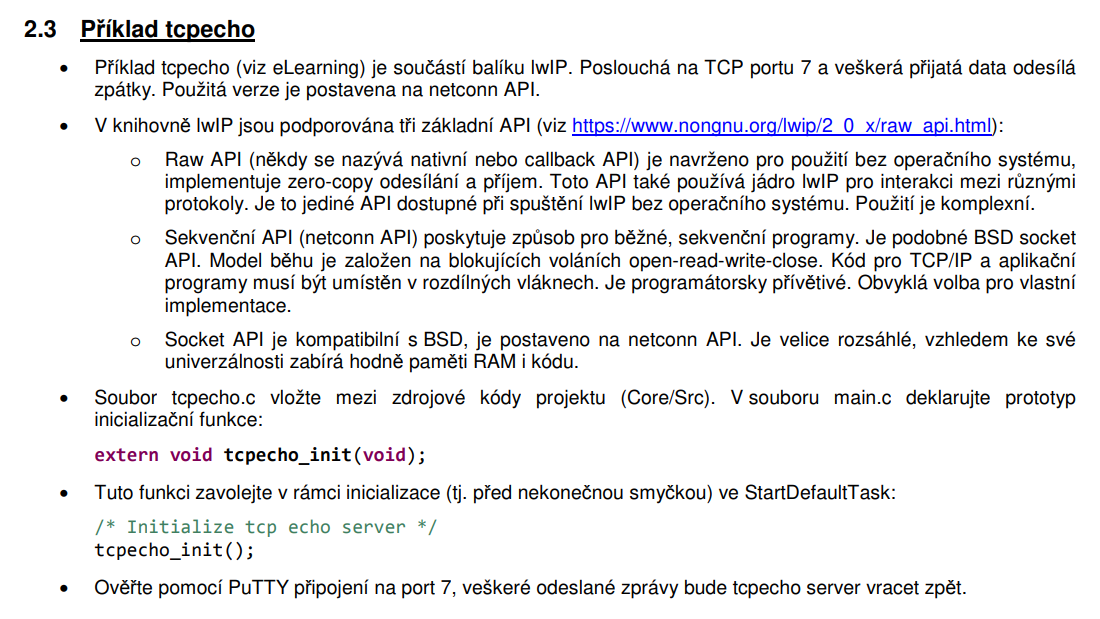 2.3 Příklad tcpecho
• Příklad tcpecho (viz eLearning) je součástí balíku lwIP. Poslouchá na TCP portu 7 a veškerá přijatá data odesílá
zpátky. Použitá verze je postavena na netconn API.
• V knihovně lwIP jsou podporována tři základní API (viz https://www.nongnu.org/lwip/2_0_x/raw_api.html):
o Raw API (někdy se nazývá nativní nebo callback API) je navrženo pro použití bez operačního systému,
implementuje zero-copy odesílání a příjem. Toto API také používá jádro lwIP pro interakci mezi různými
protokoly. Je to jediné API dostupné při spuštění lwIP bez operačního systému. Použití je komplexní.
o Sekvenční API (netconn API) poskytuje způsob pro běžné, sekvenční programy. Je podobné BSD socket
API. Model běhu je založen na blokujících voláních open-read-write-close. Kód pro TCP/IP a aplikační
programy musí být umístěn v rozdílných vláknech. Je programátorsky přívětivé. Obvyklá volba pro vlastní
implementace.
o Socket API je kompatibilní s BSD, je postaveno na netconn API. Je velice rozsáhlé, vzhledem ke své
univerzálnosti zabírá hodně paměti RAM i kódu.
• Soubor tcpecho.c vložte mezi zdrojové kódy projektu (Core/Src). V souboru main.c deklarujte prototyp
inicializační funkce:
extern void tcpecho_init(void);
• Tuto funkci zavolejte v rámci inicializace (tj. před nekonečnou smyčkou) ve StartDefaultTask:
/* Initialize tcp echo server */
tcpecho_init();
• Ověřte pomocí PuTTY připojení na port 7, veškeré odeslané zprávy bude tcpecho server vracet zpět.